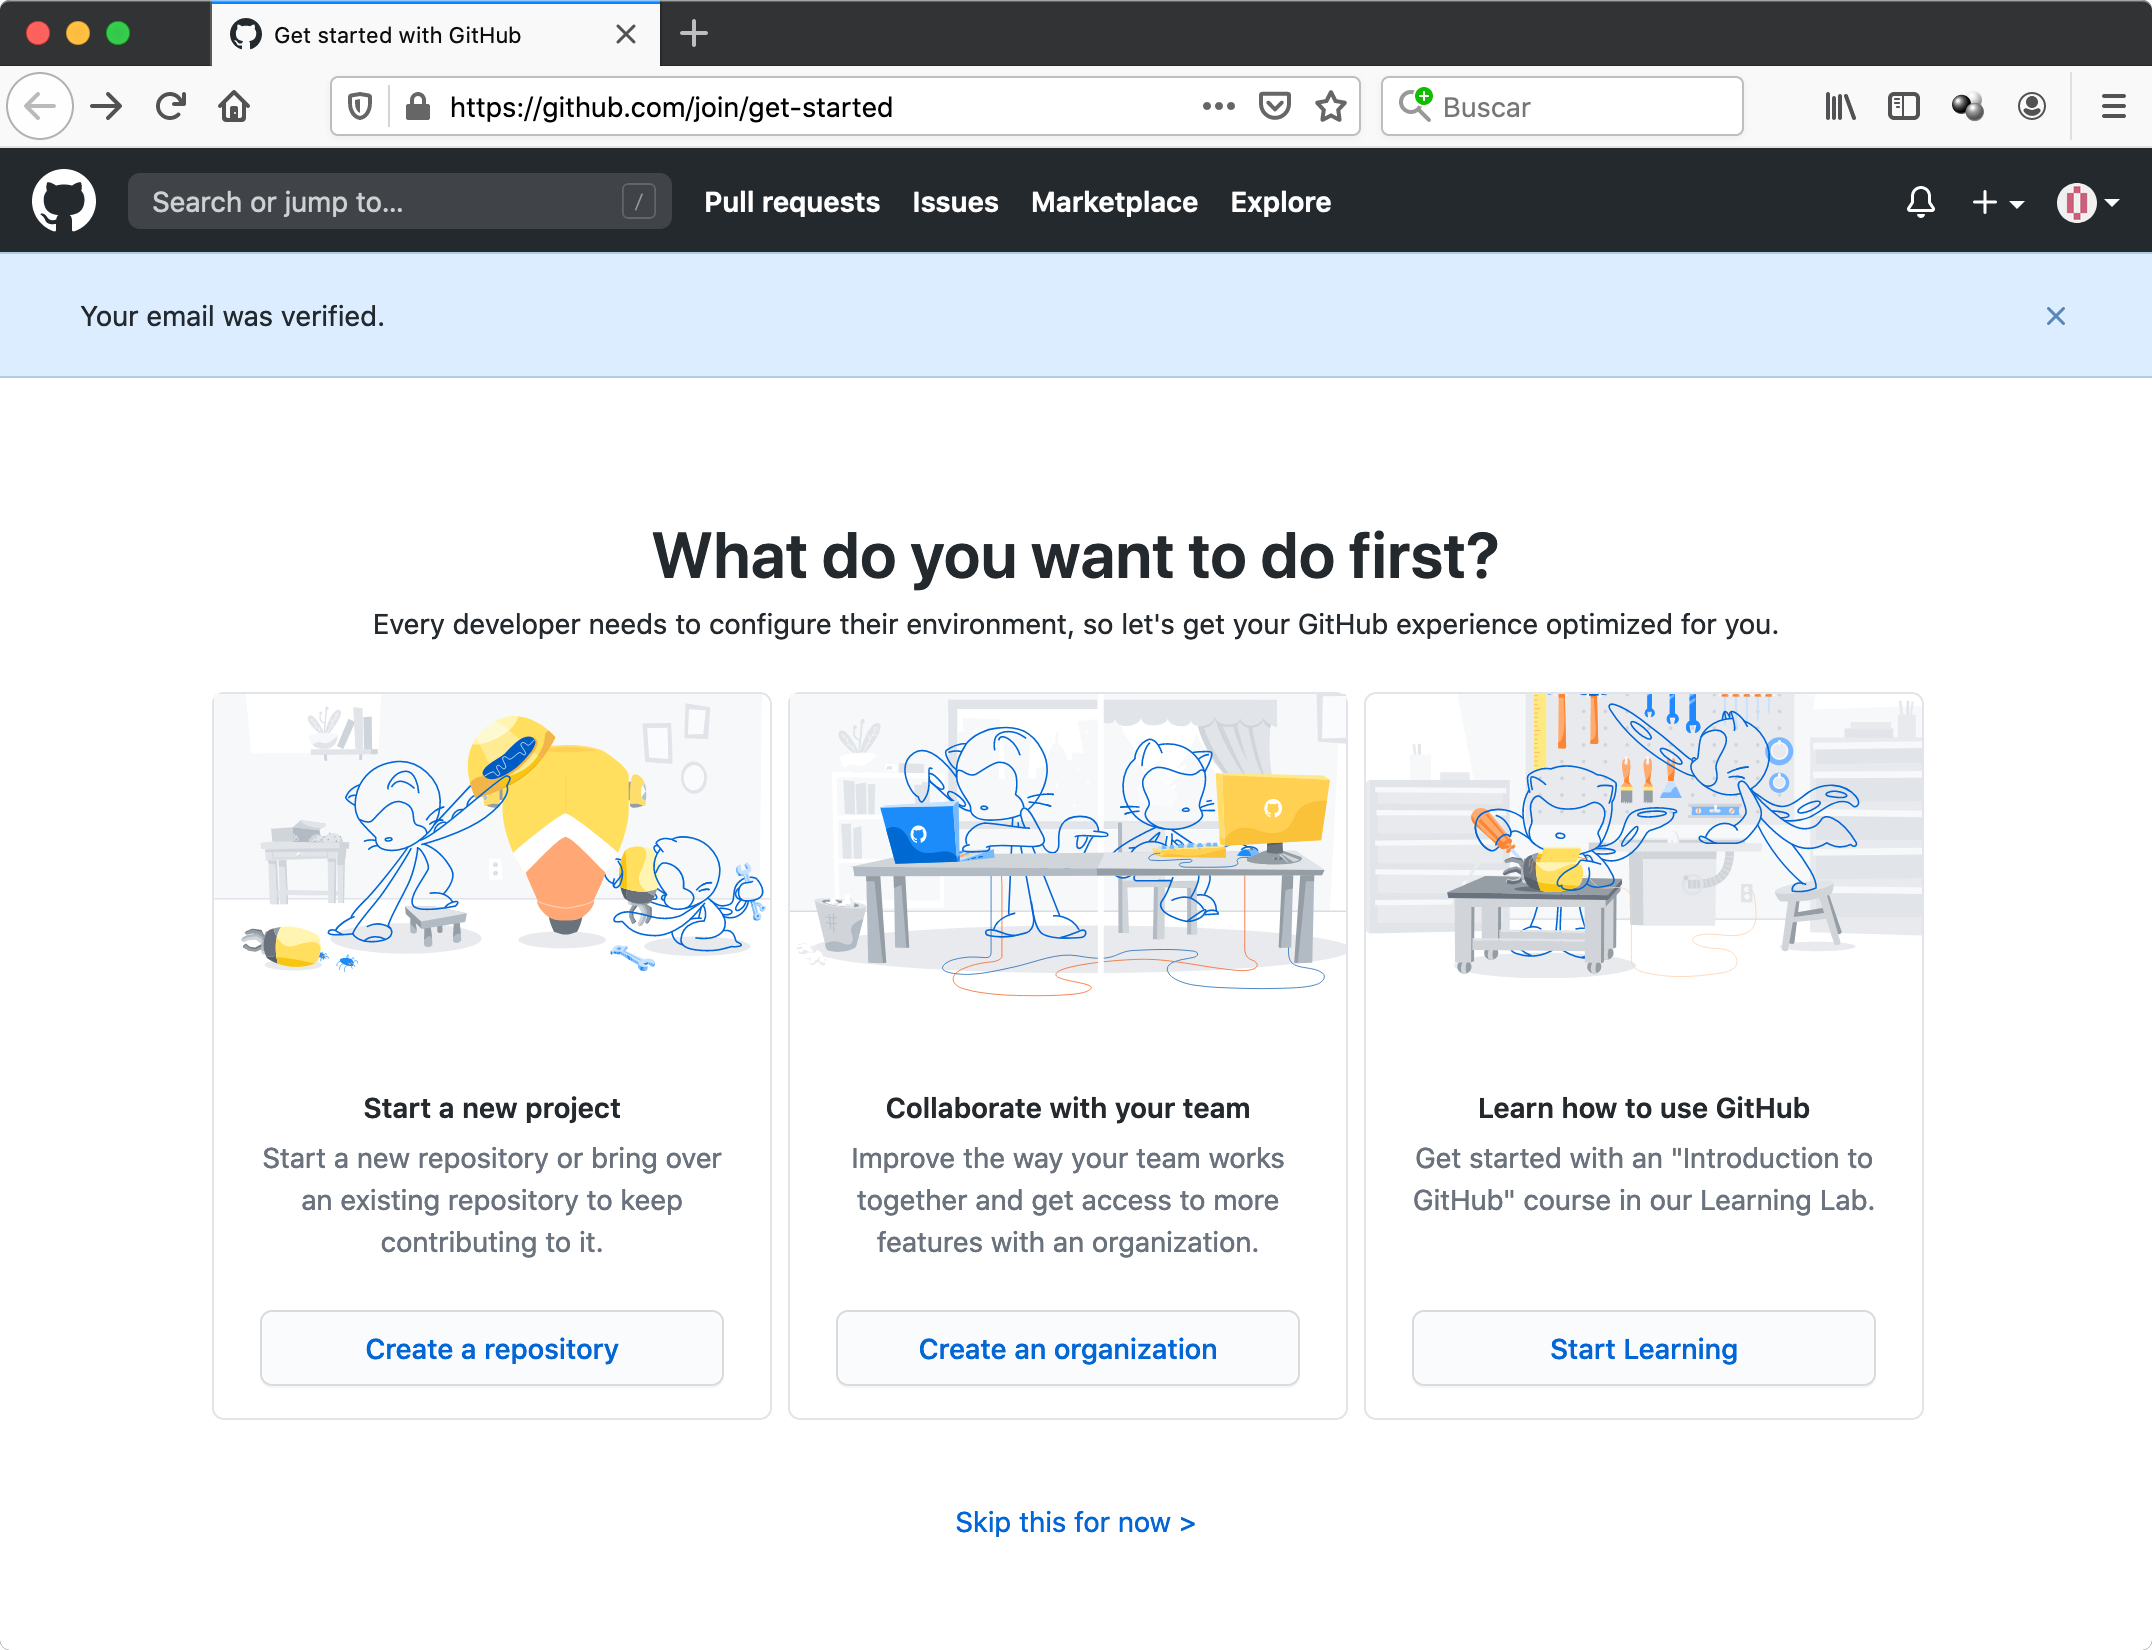 Get started with GitHub
https://github.com/join/get-started
Buscar
Search or jump to...
/
Pull requests
Issues
Marketplace
Explore
Your email was verified.
What do you want to do first?
Every developer needs to configure their environment, so let's get your GitHub experience optimized for you.
Start a new project
Start a new repository or bring over
an existing repository to keep
contributing to it.
Create a repository
Collaborate with your team
Improve the way your team works
together and get access to more
features with an organization.
Create an organization
Learn how to use GitHub
Get started with an "Introduction to
GitHub" course in our Learning Lab.
Start Learning
Skip this for now >